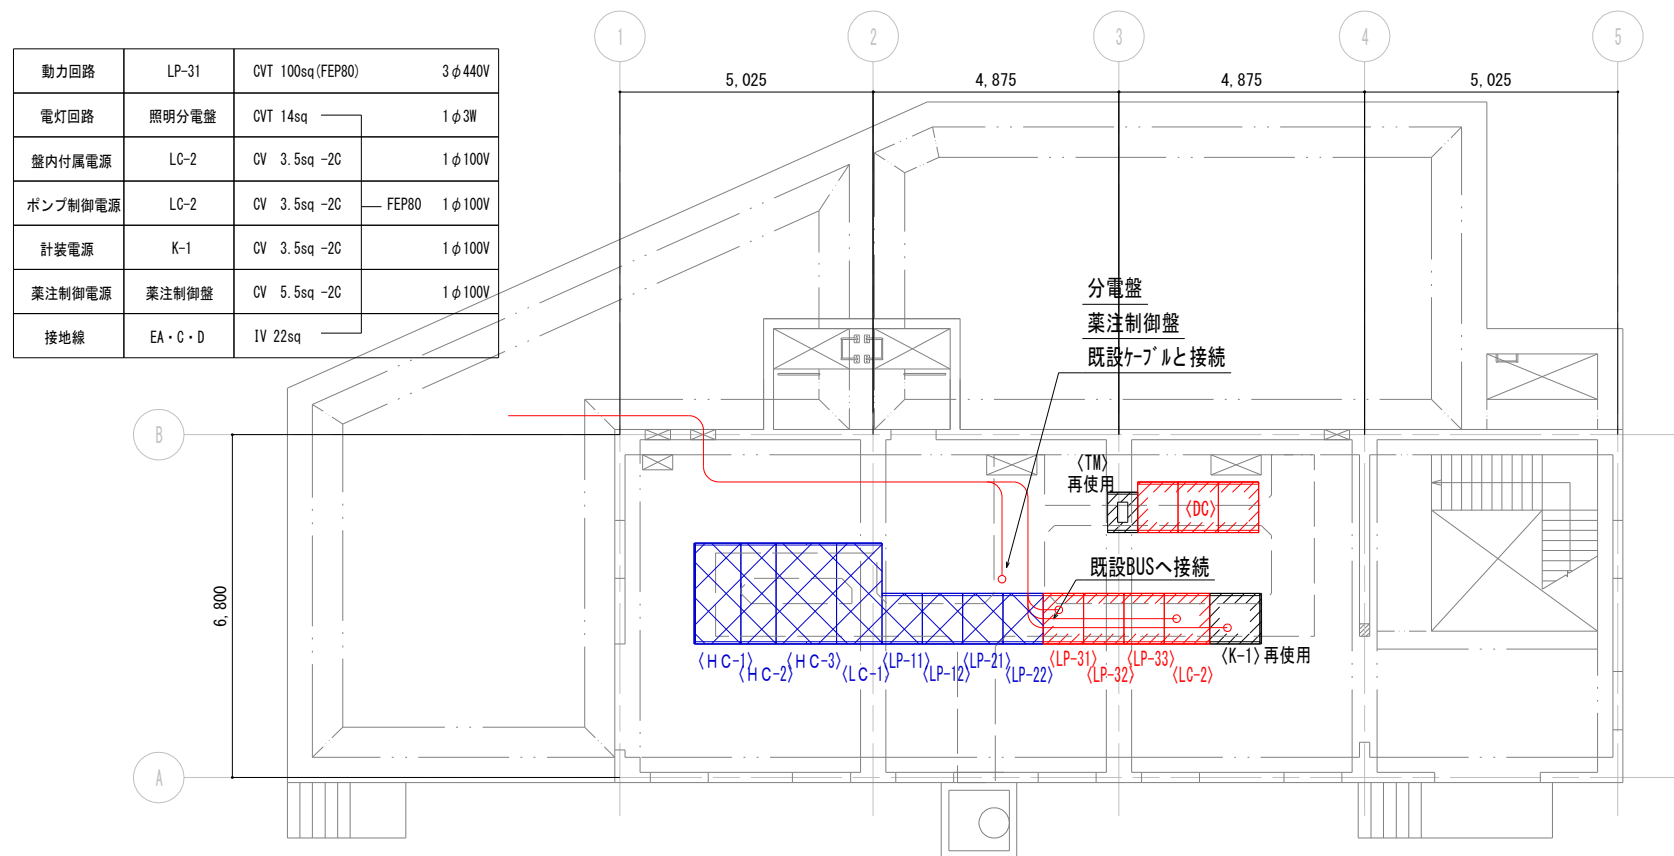 1
2
3
4
5
5,025
4,875
4,875
5,025
動力回路 LP-31 CVT 100sq(FEP80) 3φ440V
電灯回路 照明分電盤 CVT 14sq 1φ3W
盤内付属電源 LC-2 CV 3.5sq -2C 1φ100V
ポンプ制御電源 LC-2 CV 3.5sq -2C FEP80 1φ100V
計装電源 K-1 CV 3.5sq -2C 1φ100V
薬注制御電源 薬注制御盤 CV 5.5sq -2C 1φ100V
接地線 EA・C・D IV 22sq
分電盤
薬注制御盤
既設ケーブルと接続
B
〈TM〉
再使用
〈DC〉
既設BUSへ接続
6,800
〈HC-1〉
〈HC-2〉
〈HC-3〉
〈LC-1〉
〈LP-11〉
〈LP-12〉
〈LP-21〉
〈LP-22〉
〈LP-31〉
〈LP-32〉
〈LP-33〉
〈LC-2〉
〈K-1〉再使用
A